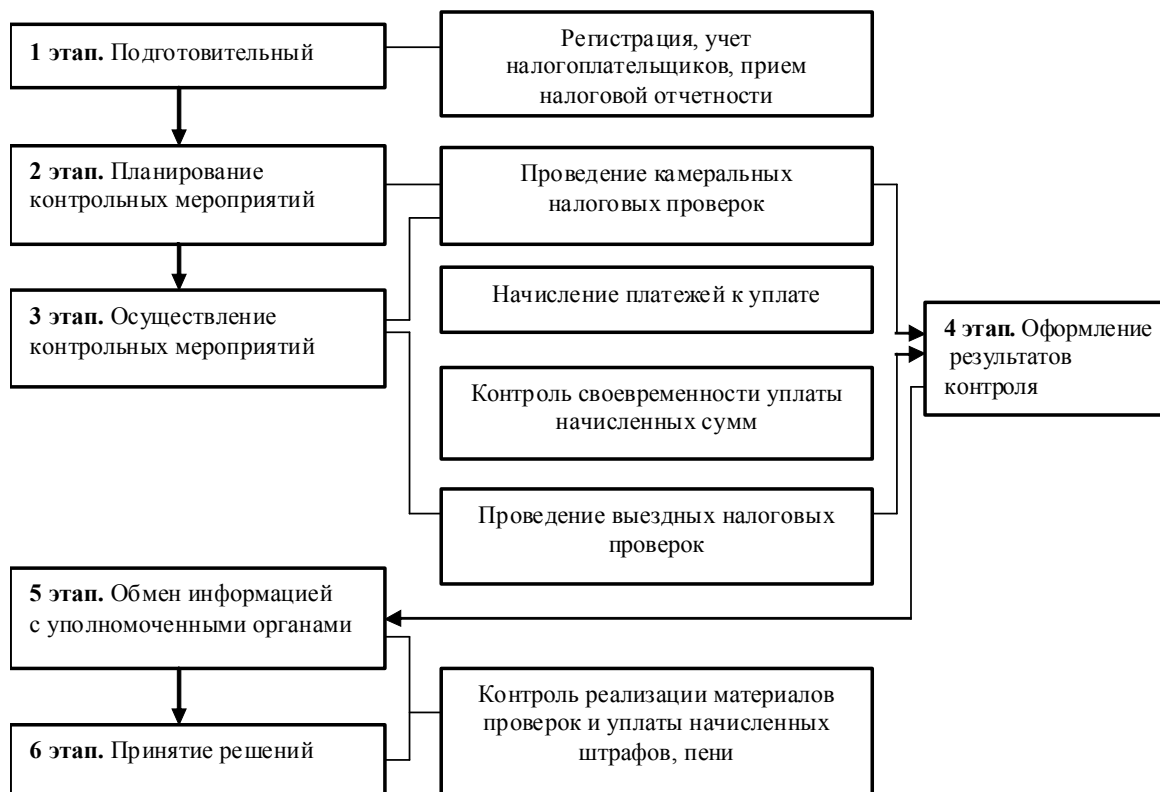 1 этап. Подготовительный
Регистрация, учет
налогоплательщиков, прием
налоговой отчетности
2 этап. Планирование
контрольных мероприятий
Проведение камеральных
налоговых проверок
3 этап. Осуществление
контрольных мероприятий
Начисление платежей к уплате
4 этап. Оформление
результатов
контроля
Контроль своевременности уплаты
начисленных сумм
Проведение выездных налоговых
проверок
5 этап. Обмен информацией
с уполномоченными органами
6 этап. Принятие решений
Контроль реализации материалов
проверок и уплаты начисленных
штрафов, пени